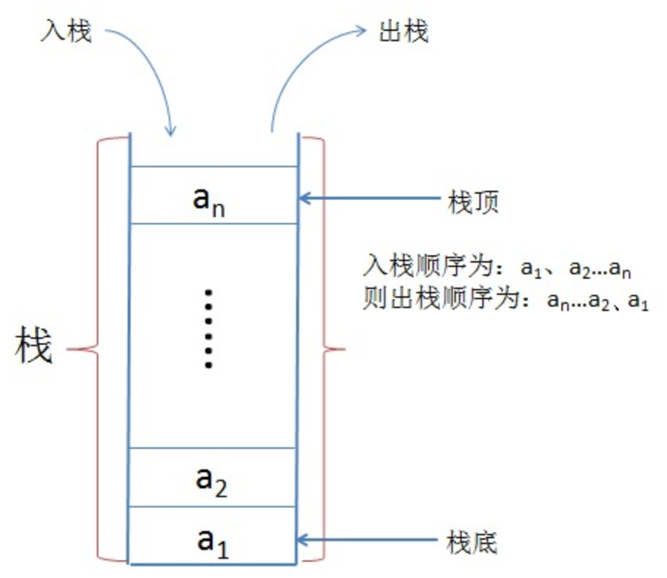 入栈
出栈
aₙ
栈顶
入栈顺序为：a₁、a₂…aₙ
则出栈顺序为：aₙ…a₂、a₁
栈
a₂
a₁
栈底